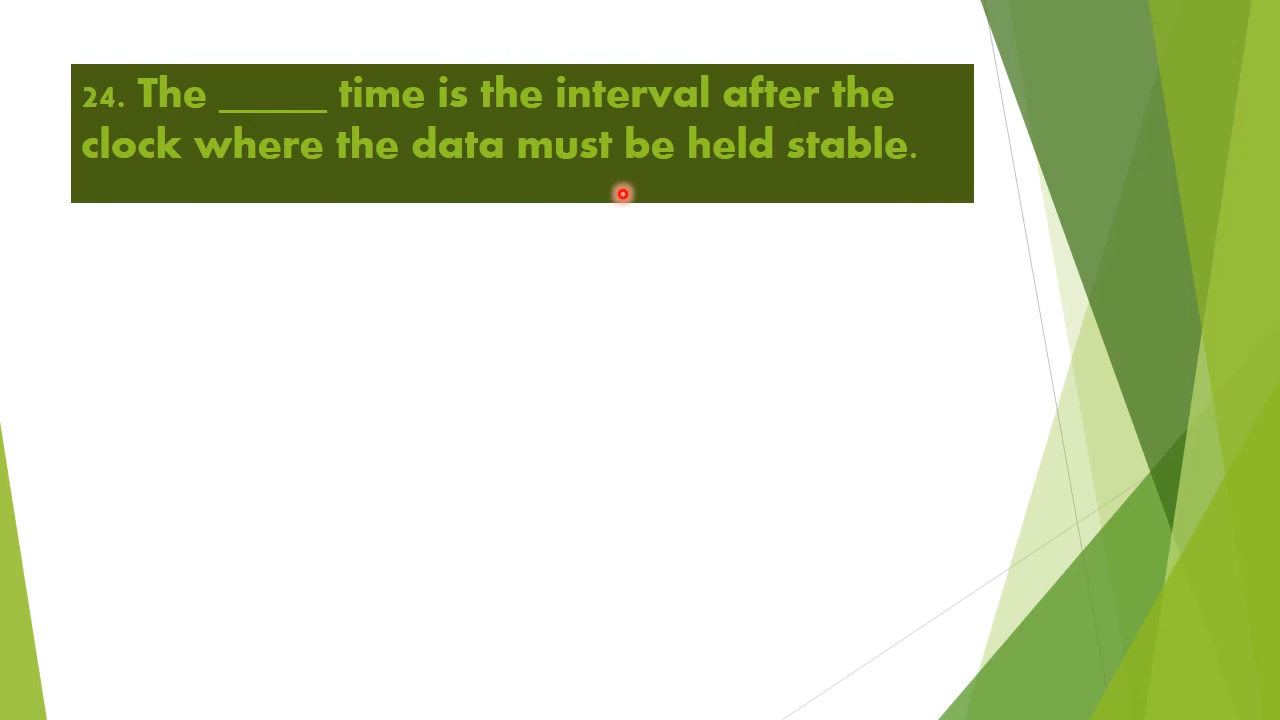 24. The _____ time is the interval after the
clock where the data must be held stable.